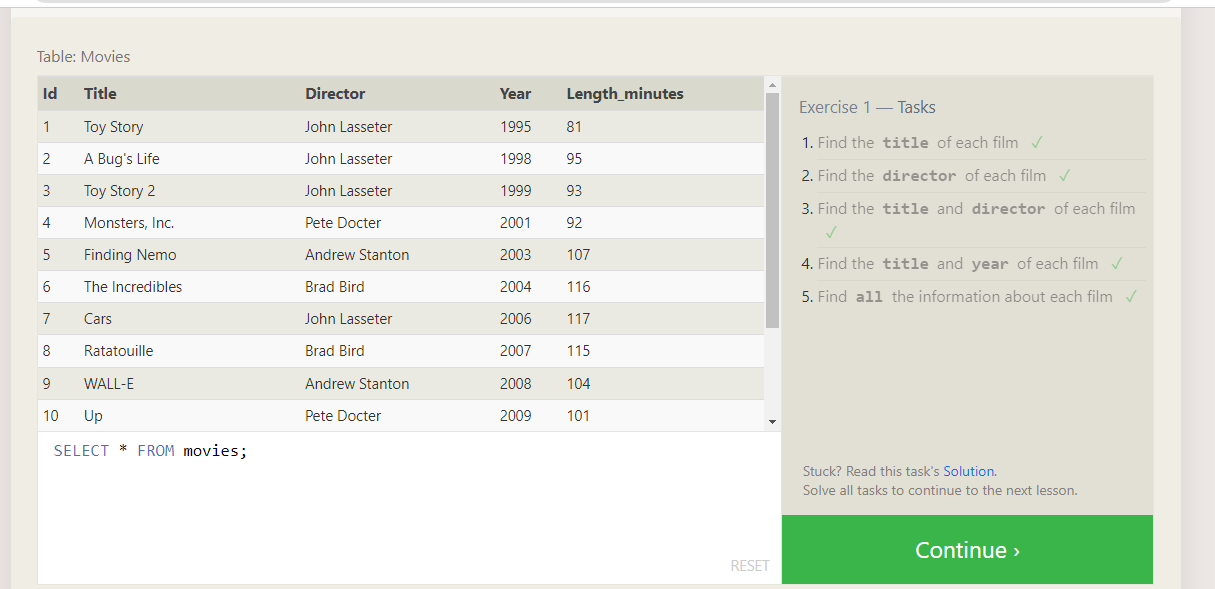 Table: Movies
Id Title Director Year Length_minutes
1 Toy Story John Lasseter 1995 81
2 A Bug's Life John Lasseter 1998 95
3 Toy Story 2 John Lasseter 1999 93
4 Monsters, Inc. Pete Docter 2001 92
5 Finding Nemo Andrew Stanton 2003 107
6 The Incredibles Brad Bird 2004 116
7 Cars John Lasseter 2006 117
8 Ratatouille Brad Bird 2007 115
9 WALL-E Andrew Stanton 2008 104
10 Up Pete Docter 2009 101
SELECT * FROM movies;
RESET
Exercise 1 — Tasks
1. Find the title of each film ✓
2. Find the director of each film ✓
3. Find the title and director of each film
✓
4. Find the title and year of each film ✓
5. Find all the information about each film ✓
Stuck? Read this task's Solution.
Solve all tasks to continue to the next lesson.
Continue ›